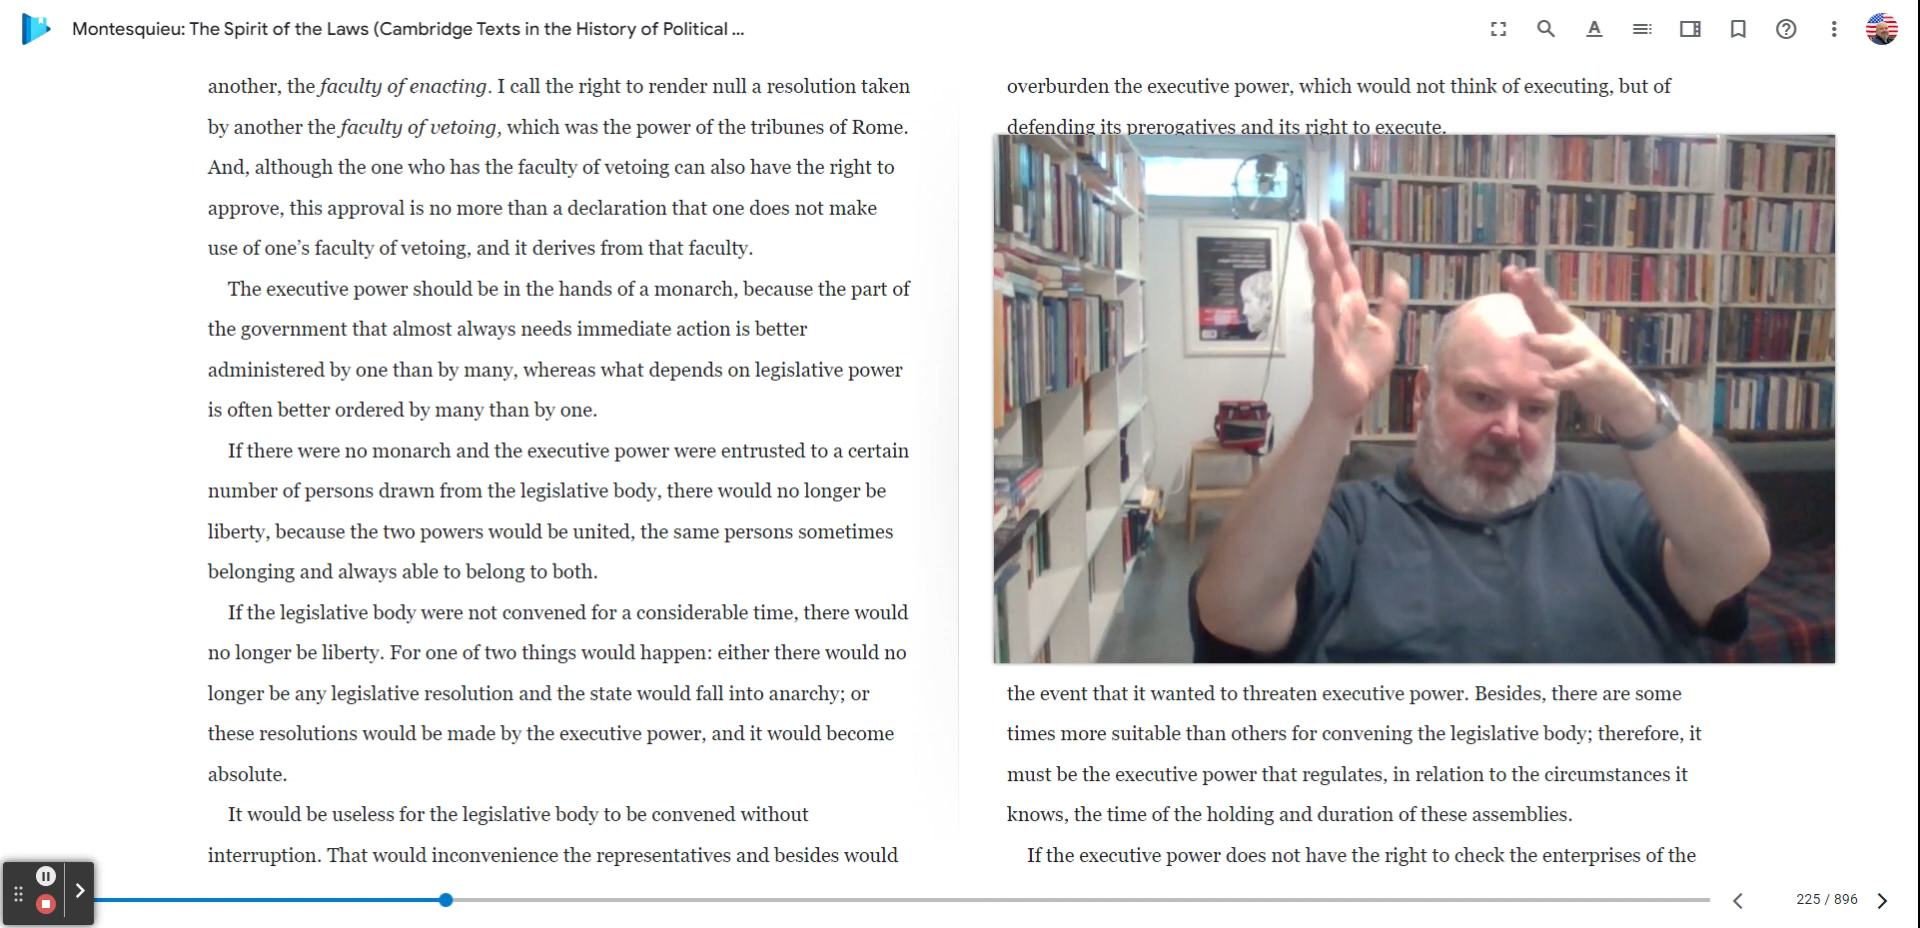 Montesquieu: The Spirit of the Laws (Cambridge Texts in the History of Political ...
another, the faculty of enacting. I call the right to render null a resolution taken
by another the faculty of vetoing, which was the power of the tribunes of Rome.
And, although the one who has the faculty of vetoing can also have the right to
approve, this approval is no more than a declaration that one does not make
use of one’s faculty of vetoing, and it derives from that faculty.
The executive power should be in the hands of a monarch, because the part of
the government that almost always needs immediate action is better
administered by one than by many, whereas what depends on legislative power
is often better ordered by many than by one.
If there were no monarch and the executive power were entrusted to a certain
number of persons drawn from the legislative body, there would no longer be
liberty, because the two powers would be united, the same persons sometimes
belonging and always able to belong to both.
If the legislative body were not convened for a considerable time, there would
no longer be liberty. For one of two things would happen: either there would no
longer be any legislative resolution and the state would fall into anarchy; or
these resolutions would be made by the executive power, and it would become
absolute.
It would be useless for the legislative body to be convened without
interruption. That would inconvenience the representatives and besides would
overburden the executive power, which would not think of executing, but of
defending its prerogatives and its right to execute.
the event that it wanted to threaten executive power. Besides, there are some
times more suitable than others for convening the legislative body; therefore, it
must be the executive power that regulates, in relation to the circumstances it
knows, the time of the holding and duration of these assemblies.
If the executive power does not have the right to check the enterprises of the
225 / 896